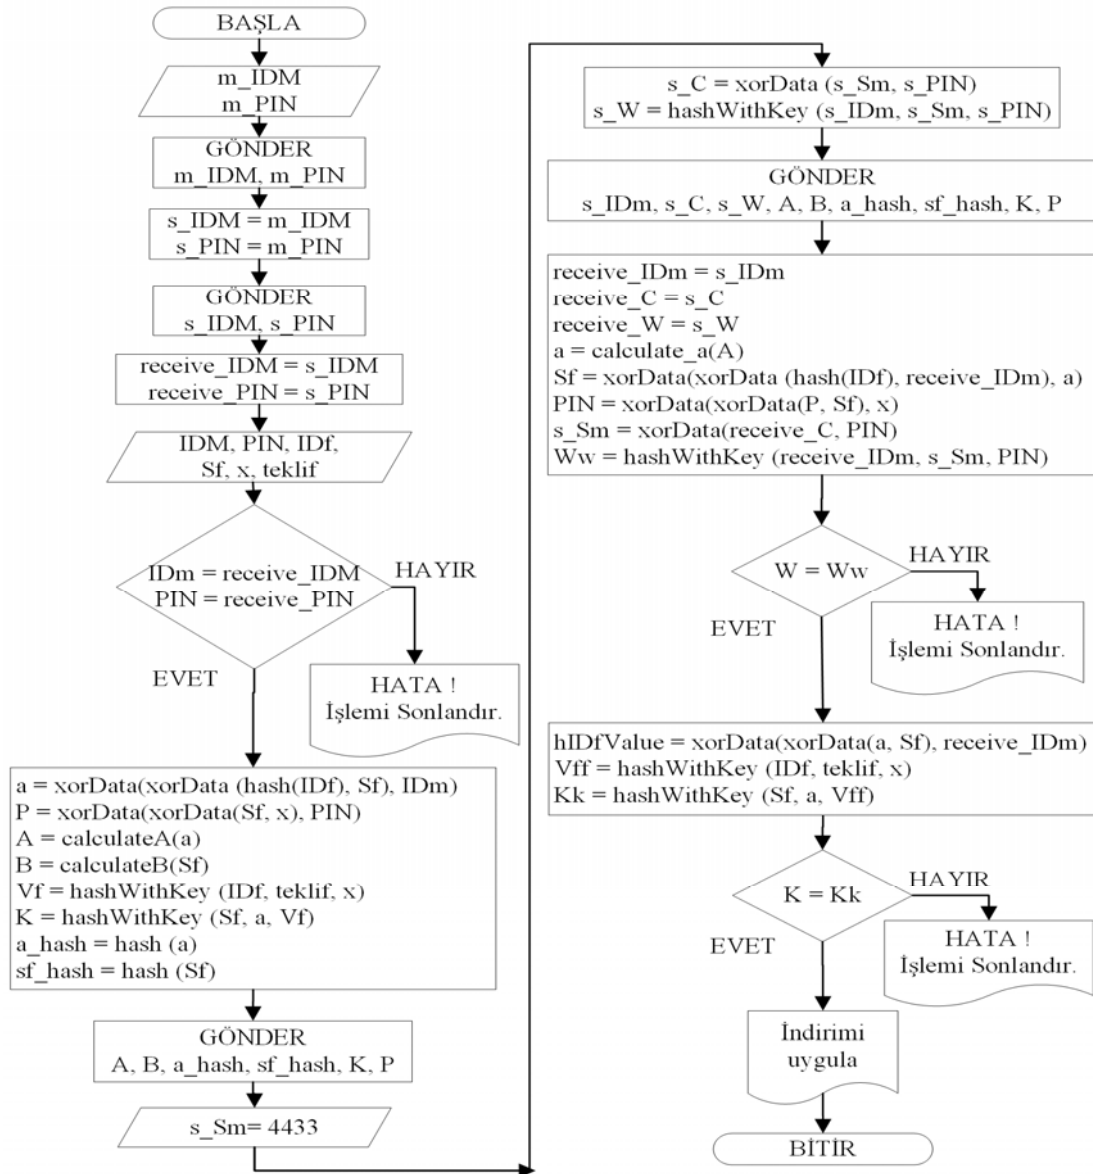 BAŞLA
m_IDM
m_PIN
GÖNDER
m_IDM, m_PIN
s_IDM = m_IDM
s_PIN = m_PIN
GÖNDER
s_IDM, s_PIN
receive_IDM = s_IDM
receive_PIN = s_PIN
IDM, PIN, IDf,
Sf, x, teklif
IDm = receive_IDM
PIN = receive_PIN
HAYIR
EVET
HATA !
İşlemi Sonlandır.
a = xorData(xorData (hash(IDf), Sf), IDm)
P = xorData(xorData(Sf, x), PIN)
A = calculateA(a)
B = calculateB(Sf)
Vf = hashWithKey (IDf, teklif, x)
K = hashWithKey (Sf, a, Vf)
a_hash = hash (a)
sf_hash = hash (Sf)
GÖNDER
A, B, a_hash, sf_hash, K, P
s_Sm= 4433
s_C = xorData (s_Sm, s_PIN)
s_W = hashWithKey (s_IDm, s_Sm, s_PIN)
GÖNDER
s_IDm, s_C, s_W, A, B, a_hash, sf_hash, K, P
receive_IDm = s_IDm
receive_C = s_C
receive_W = s_W
a = calculate_a(A)
Sf = xorData(xorData (hash(IDf), receive_IDm), a)
PIN = xorData(xorData(P, Sf), x)
s_Sm = xorData(receive_C, PIN)
Ww = hashWithKey (receive_IDm, s_Sm, PIN)
W = Ww
HAYIR
EVET
HATA !
İşlemi Sonlandır.
hIDfValue = xorData(xorData(a, Sf), receive_IDm)
Vff = hashWithKey (IDf, teklif, x)
Kk = hashWithKey (Sf, a, Vff)
K = Kk
HAYIR
EVET
HATA !
İşlemi Sonlandır.
İndirimi
uygula
BİTİR